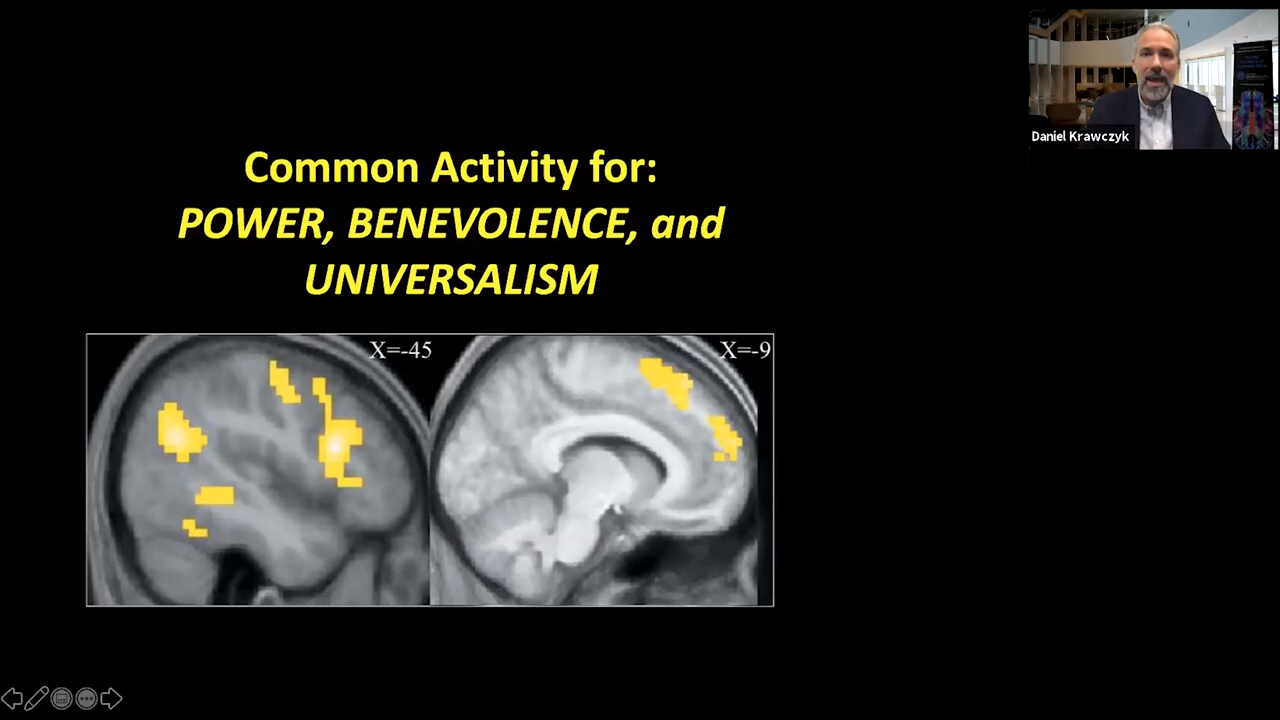 Common Activity for:
POWER, BENEVOLENCE, and
UNIVERSALISM
X=-45
X=-9
Daniel Krawczyk